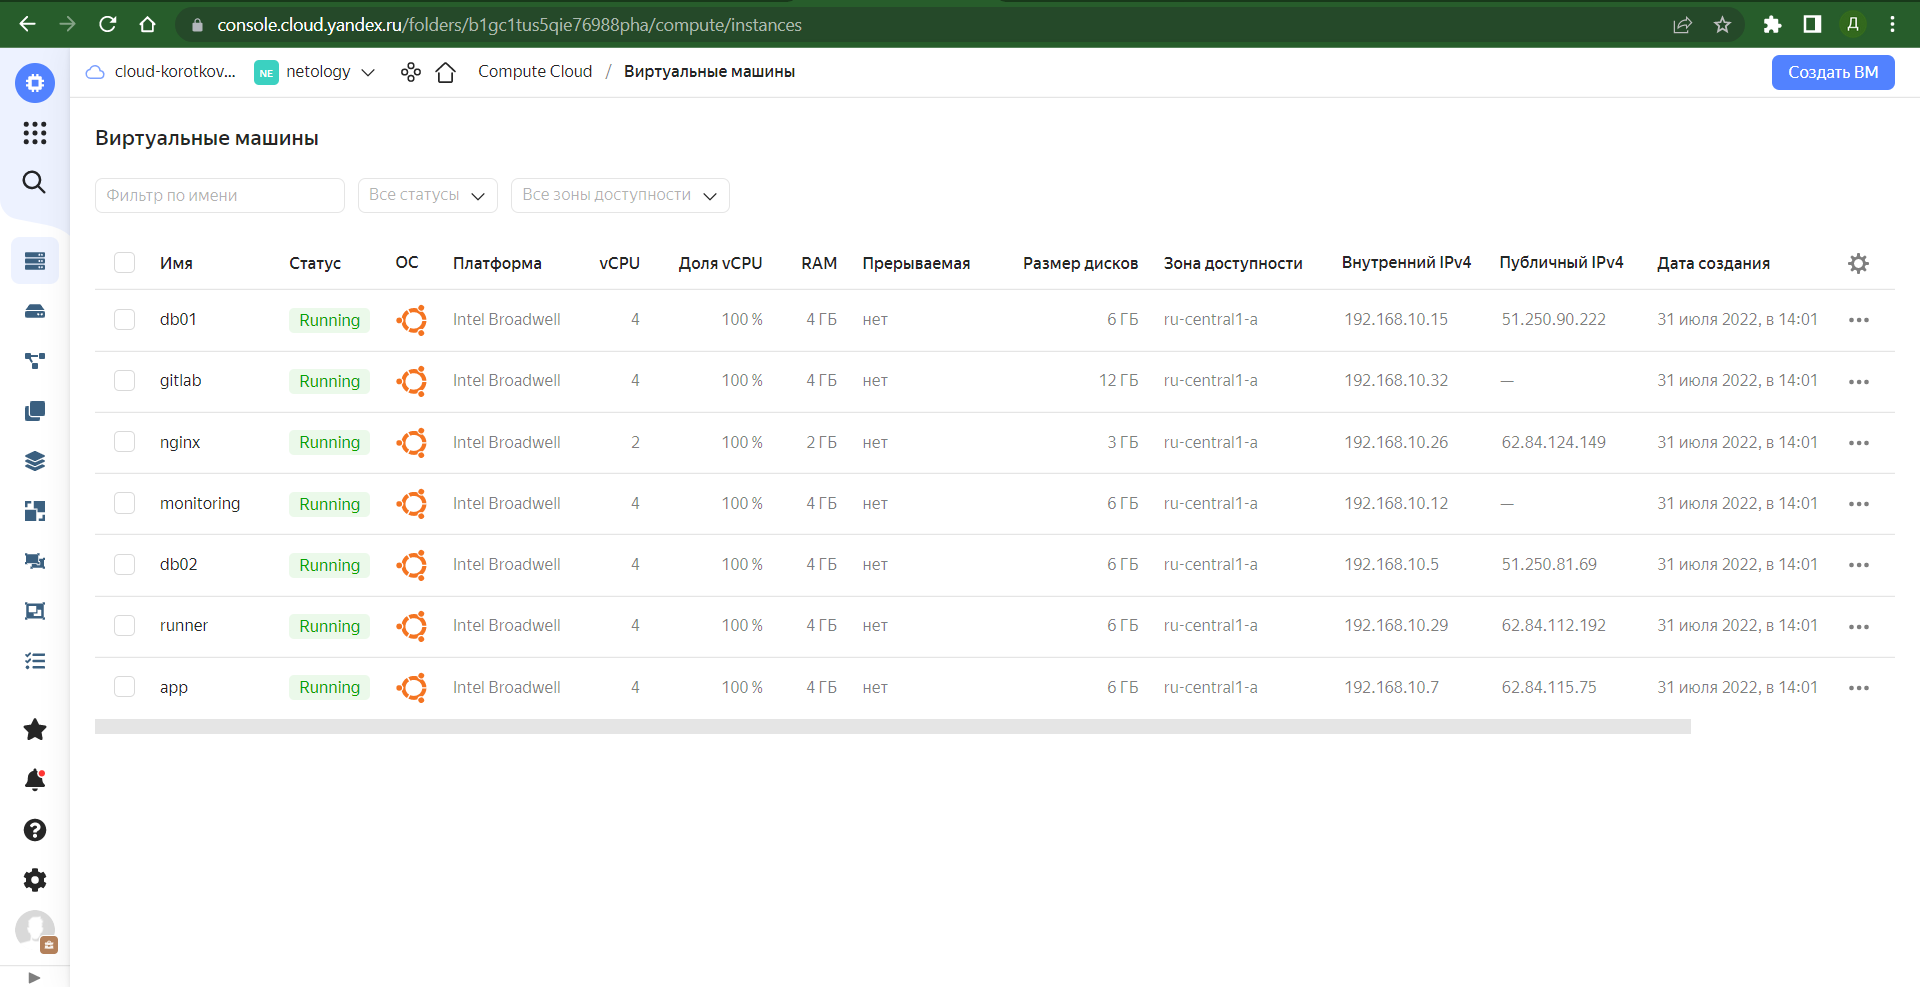 console.cloud.yandex.ru/folders/b1gc1tus5qie76988pha/compute/instances
Д
cloud-korotkov... NE netology Compute Cloud / Виртуальные машины Создать ВМ
Виртуальные машины
Фильтр по имени Все статусы Все зоны доступности
Имя Статус ОС Платформа vCPU Доля vCPU RAM Прерываемая Размер дисков Зона доступности Внутренний IPv4 Публичный IPv4 Дата создания
db01 Running Intel Broadwell 4 100 % 4 ГБ нет 6 ГБ ru-central1-a 192.168.10.15 51.250.90.222 31 июля 2022, в 14:01
gitlab Running Intel Broadwell 4 100 % 4 ГБ нет 12 ГБ ru-central1-a 192.168.10.32 — 31 июля 2022, в 14:01
nginx Running Intel Broadwell 2 100 % 2 ГБ нет 3 ГБ ru-central1-a 192.168.10.26 62.84.124.149 31 июля 2022, в 14:01
monitoring Running Intel Broadwell 4 100 % 4 ГБ нет 6 ГБ ru-central1-a 192.168.10.12 — 31 июля 2022, в 14:01
db02 Running Intel Broadwell 4 100 % 4 ГБ нет 6 ГБ ru-central1-a 192.168.10.5 51.250.81.69 31 июля 2022, в 14:01
runner Running Intel Broadwell 4 100 % 4 ГБ нет 6 ГБ ru-central1-a 192.168.10.29 62.84.112.192 31 июля 2022, в 14:01
app Running Intel Broadwell 4 100 % 4 ГБ нет 6 ГБ ru-central1-a 192.168.10.7 62.84.115.75 31 июля 2022, в 14:01